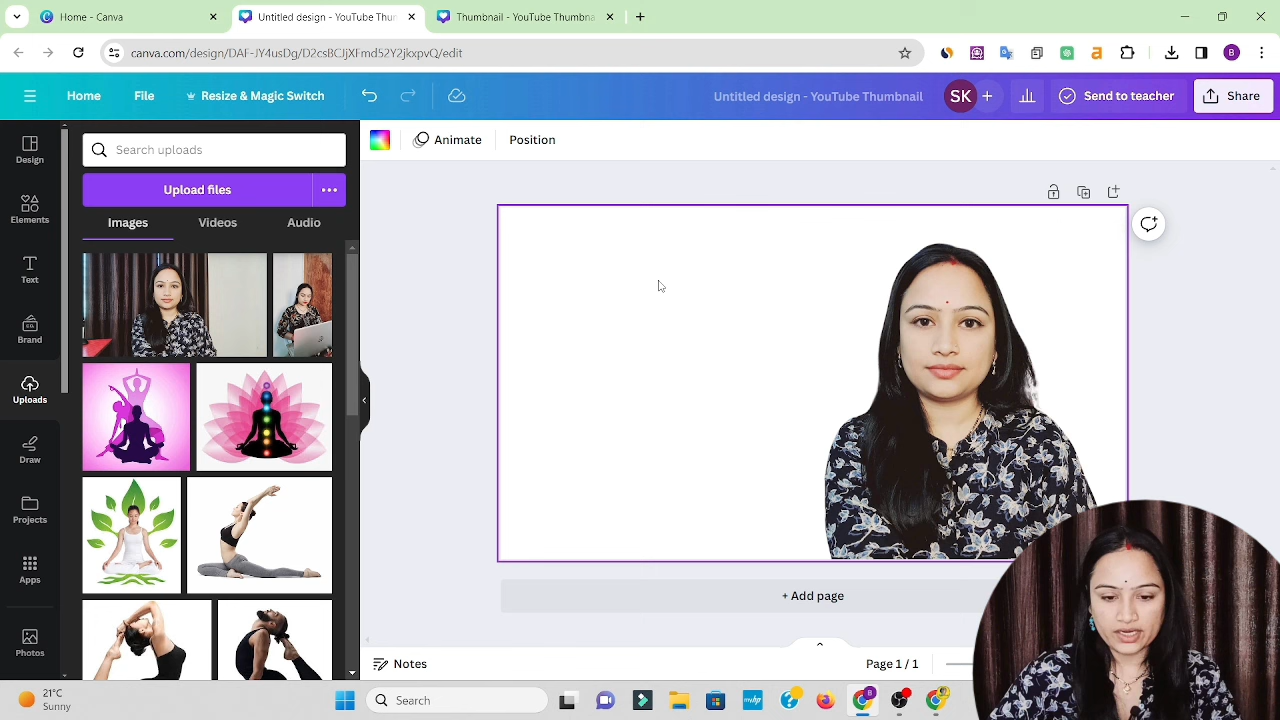 Home - Canva
Untitled design - YouTube Thun
Thumbnail - YouTube Thumbna
canva.com/design/DAF-JY4usDg/D2csBCJjXFmd52Y2jkxpvQ/edit
B
Home
File
Resize & Magic Switch
Untitled design - YouTube Thumbnail
SK
Send to teacher
Share
Design
Elements
Text
Brand
Uploads
Draw
Projects
Apps
Photos
Search uploads
Upload files
Images
Videos
Audio
Animate
Position
+ Add page
Notes
Page 1 / 1
21°C
Sunny
Search